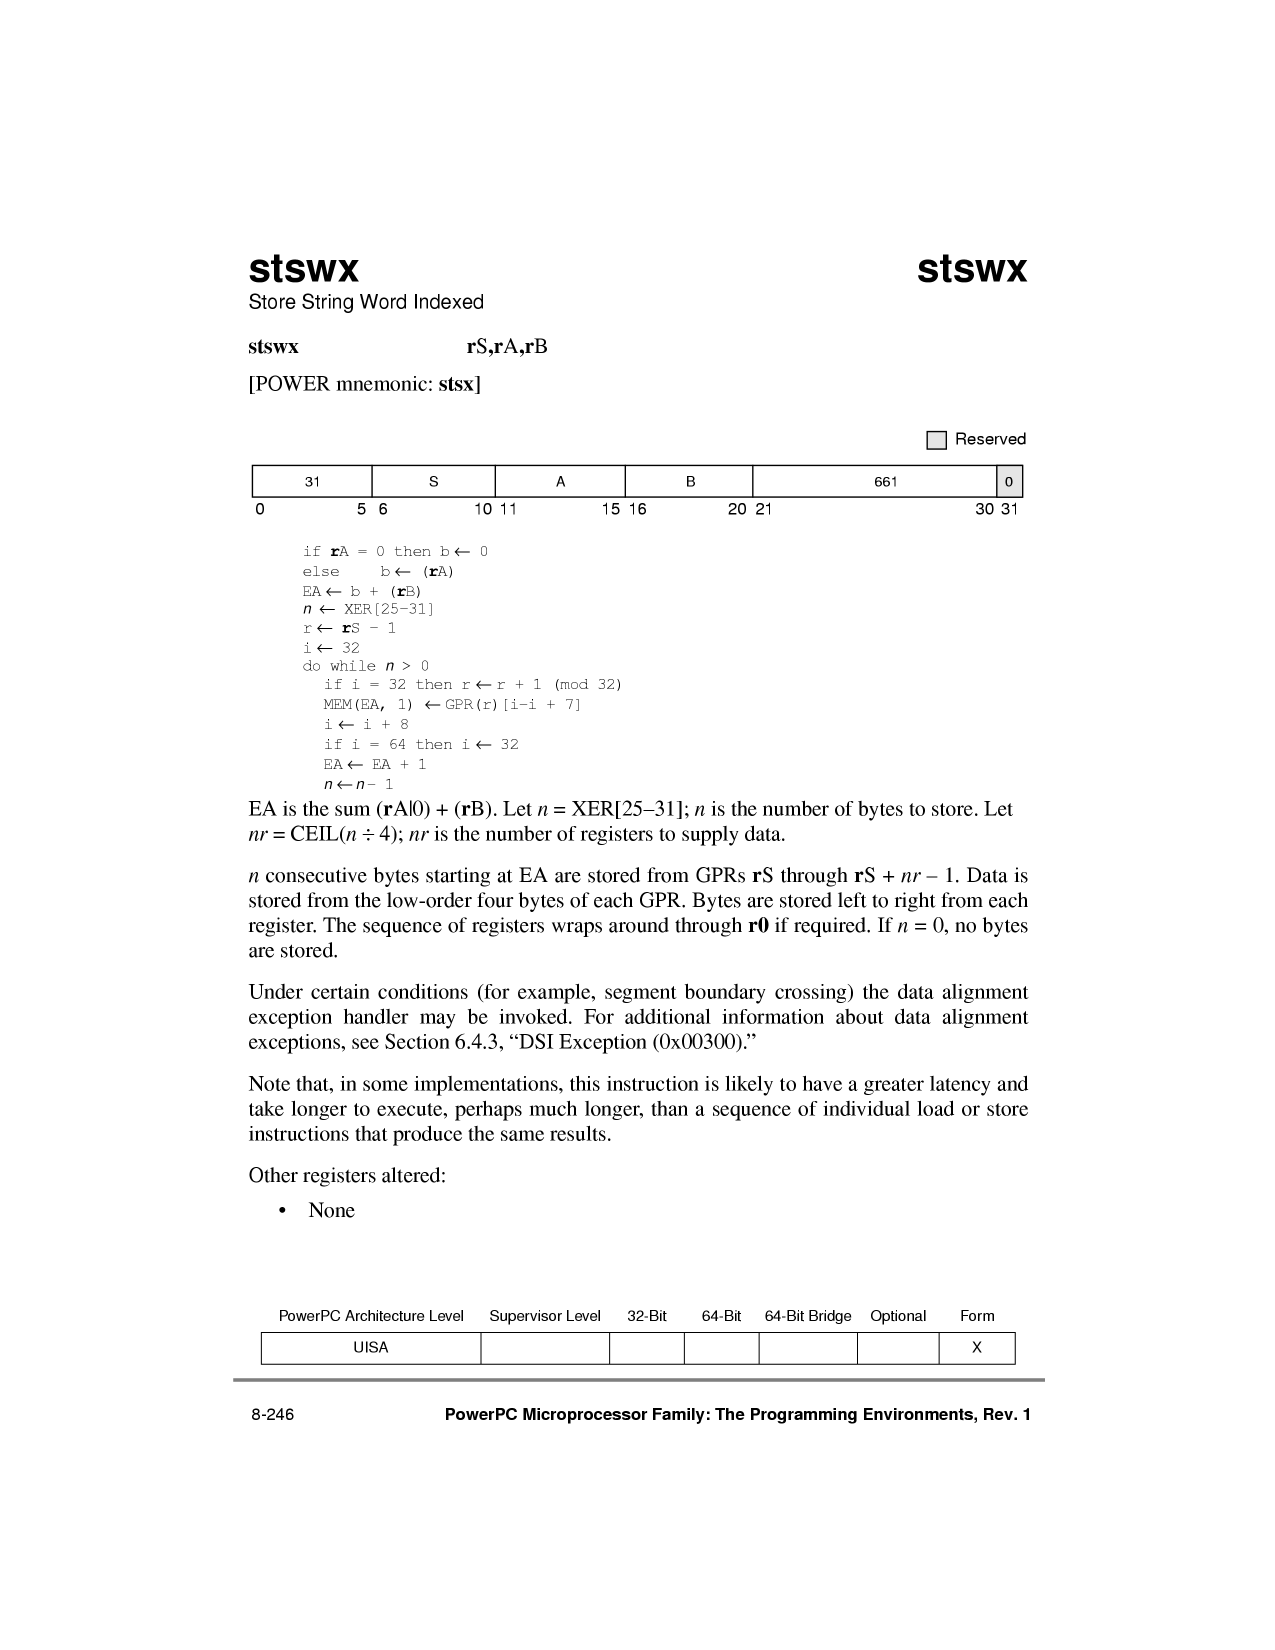 stswx stswx
Store String Word Indexed
stswx rS,rA,rB
[POWER mnemonic: stsx]
Reserved
31 S A B 661 0
0 5 6 10 11 15 16 20 21 30 31
if rA = 0 then b ← 0
else b ← (rA)
EA ← b + (rB)
n ← XER[25–31]
r ← rS – 1
i ← 32
do while n > 0
if i = 32 then r ← r + 1 (mod 32)
MEM(EA, 1) ← GPR(r)[i–i + 7]
i ← i + 8
if i = 64 then i ← 32
EA ← EA + 1
n ← n – 1
EA is the sum (rA|0) + (rB). Let n = XER[25–31]; n is the number of bytes to store. Let
nr = CEIL(n ÷ 4); nr is the number of registers to supply data.
n consecutive bytes starting at EA are stored from GPRs rS through rS + nr – 1. Data is
stored from the low-order four bytes of each GPR. Bytes are stored left to right from each
register. The sequence of registers wraps around through r0 if required. If n = 0, no bytes
are stored.
Under certain conditions (for example, segment boundary crossing) the data alignment
exception handler may be invoked. For additional information about data alignment
exceptions, see Section 6.4.3, “DSI Exception (0x00300).”
Note that, in some implementations, this instruction is likely to have a greater latency and
take longer to execute, perhaps much longer, than a sequence of individual load or store
instructions that produce the same results.
Other registers altered:
• None
PowerPC Architecture Level Supervisor Level 32-Bit 64-Bit 64-Bit Bridge Optional Form
UISA X
8-246 PowerPC Microprocessor Family: The Programming Environments, Rev. 1